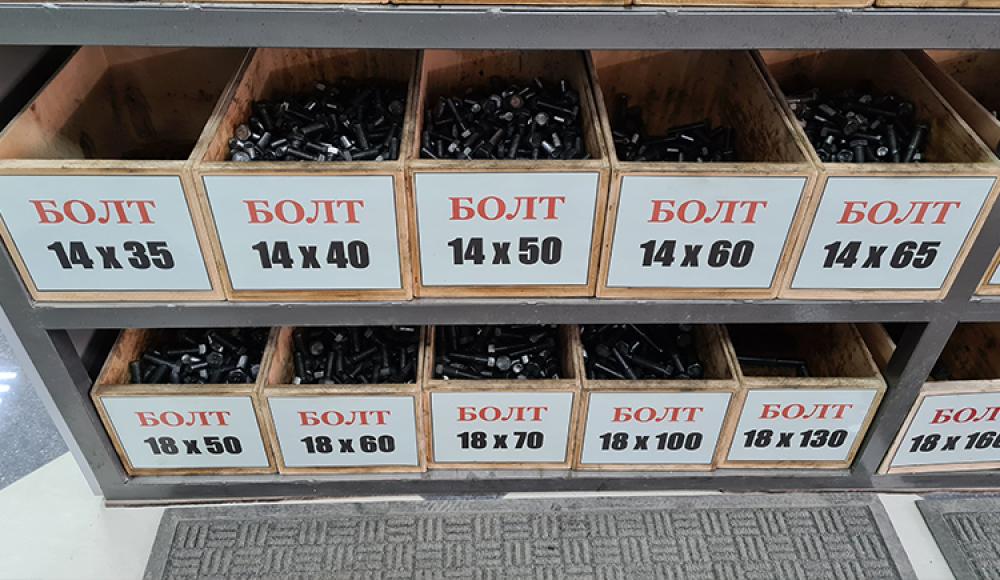 БОЛТ
14 x 35
БОЛТ
14 x 40
БОЛТ
14 x 50
БОЛТ
14 x 60
БОЛТ
14 x 65
БОЛТ
18 x 50
БОЛТ
18 x 60
БОЛТ
18 x 70
БОЛТ
18 x 100
БОЛТ
18 x 130